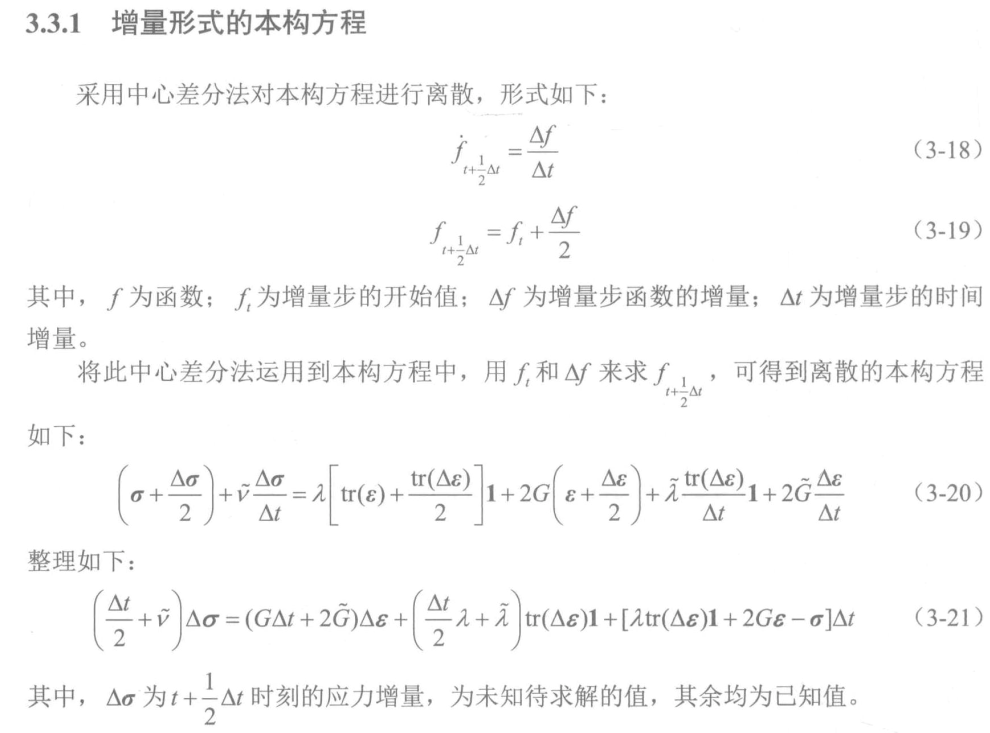 3.3.1 增量形式的本构方程
采用中心差分法对本构方程进行离散，形式如下：
$\dot{f}_{t+\frac{1}{2}\Delta t} = \frac{\Delta f}{\Delta t}$ （3-18）
$f_{t+\frac{1}{2}\Delta t} = f_t + \frac{\Delta f}{2}$ （3-19）
其中，$f$ 为函数；$f_t$为增量步的开始值；$\Delta f$ 为增量步函数的增量；$\Delta t$ 为增量步的时间
增量。
将此中心差分法运用到本构方程中，用 $f_t$和 $\Delta f$ 来求 $f_{t+\frac{1}{2}\Delta t}$，可得到离散的本构方程
如下：
$\left(\boldsymbol{\sigma} + \frac{\Delta\boldsymbol{\sigma}}{2}\right) + \tilde{\nu}\frac{\Delta\boldsymbol{\sigma}}{\Delta t} = \lambda\left[\mathrm{tr}(\boldsymbol{\varepsilon}) + \frac{\mathrm{tr}(\Delta\boldsymbol{\varepsilon})}{2}\right]\mathbf{1} + 2G\left(\boldsymbol{\varepsilon} + \frac{\Delta\boldsymbol{\varepsilon}}{2}\right) + \tilde{\lambda}\frac{\mathrm{tr}(\Delta\boldsymbol{\varepsilon})}{\Delta t}\mathbf{1} + 2\tilde{G}\frac{\Delta\boldsymbol{\varepsilon}}{\Delta t}$ （3-20）
整理如下：
$\left(\frac{\Delta t}{2} + \tilde{\nu}\right)\Delta\boldsymbol{\sigma} = (G\Delta t + 2\tilde{G})\Delta\boldsymbol{\varepsilon} + \left(\frac{\Delta t}{2}\lambda + \tilde{\lambda}\right)\mathrm{tr}(\Delta\boldsymbol{\varepsilon})\mathbf{1} + [\lambda\mathrm{tr}(\Delta\boldsymbol{\varepsilon})\mathbf{1} + 2G\boldsymbol{\varepsilon} - \boldsymbol{\sigma}]\Delta t$ （3-21）
其中，$\Delta\boldsymbol{\sigma}$ 为 $t+\frac{1}{2}\Delta t$ 时刻的应力增量，为未知待求解的值，其余均为已知值。